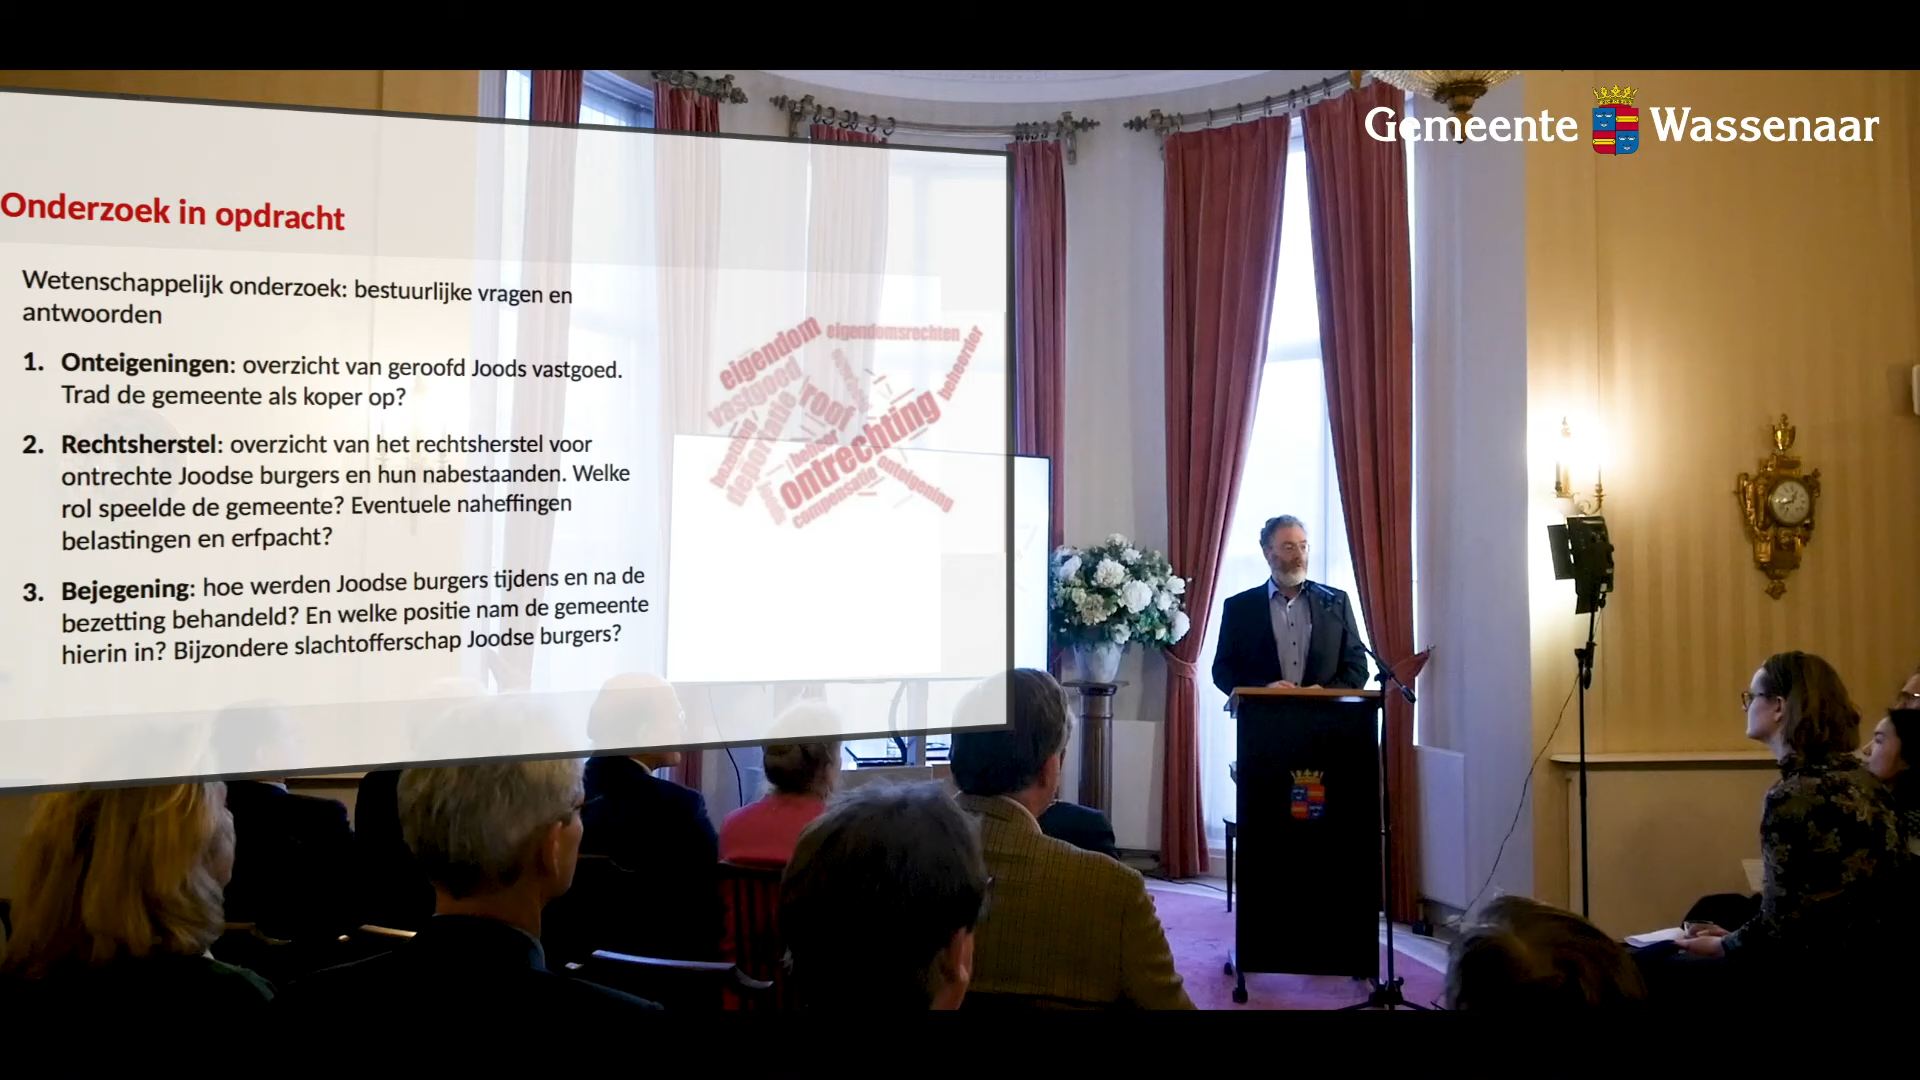 Gemeente Wassenaar
Onderzoek in opdracht
Wetenschappelijk onderzoek: bestuurlijke vragen en
antwoorden
1. Onteigeningen: overzicht van geroofd Joods vastgoed.
Trad de gemeente als koper op?
2. Rechtsherstel: overzicht van het rechtsherstel voor
ontrechte Joodse burgers en hun nabestaanden. Welke
rol speelde de gemeente? Eventuele naheffingen
belastingen en erfpacht?
3. Bejegening: hoe werden Joodse burgers tijdens en na de
bezetting behandeld? En welke positie nam de gemeente
hierin in? Bijzondere slachtofferschap Joodse burgers?
eigendom
eigendomsrechten
beheerder
vastgoed
roof
deportatie
beheer
ontrechting
onteigening
compensatie